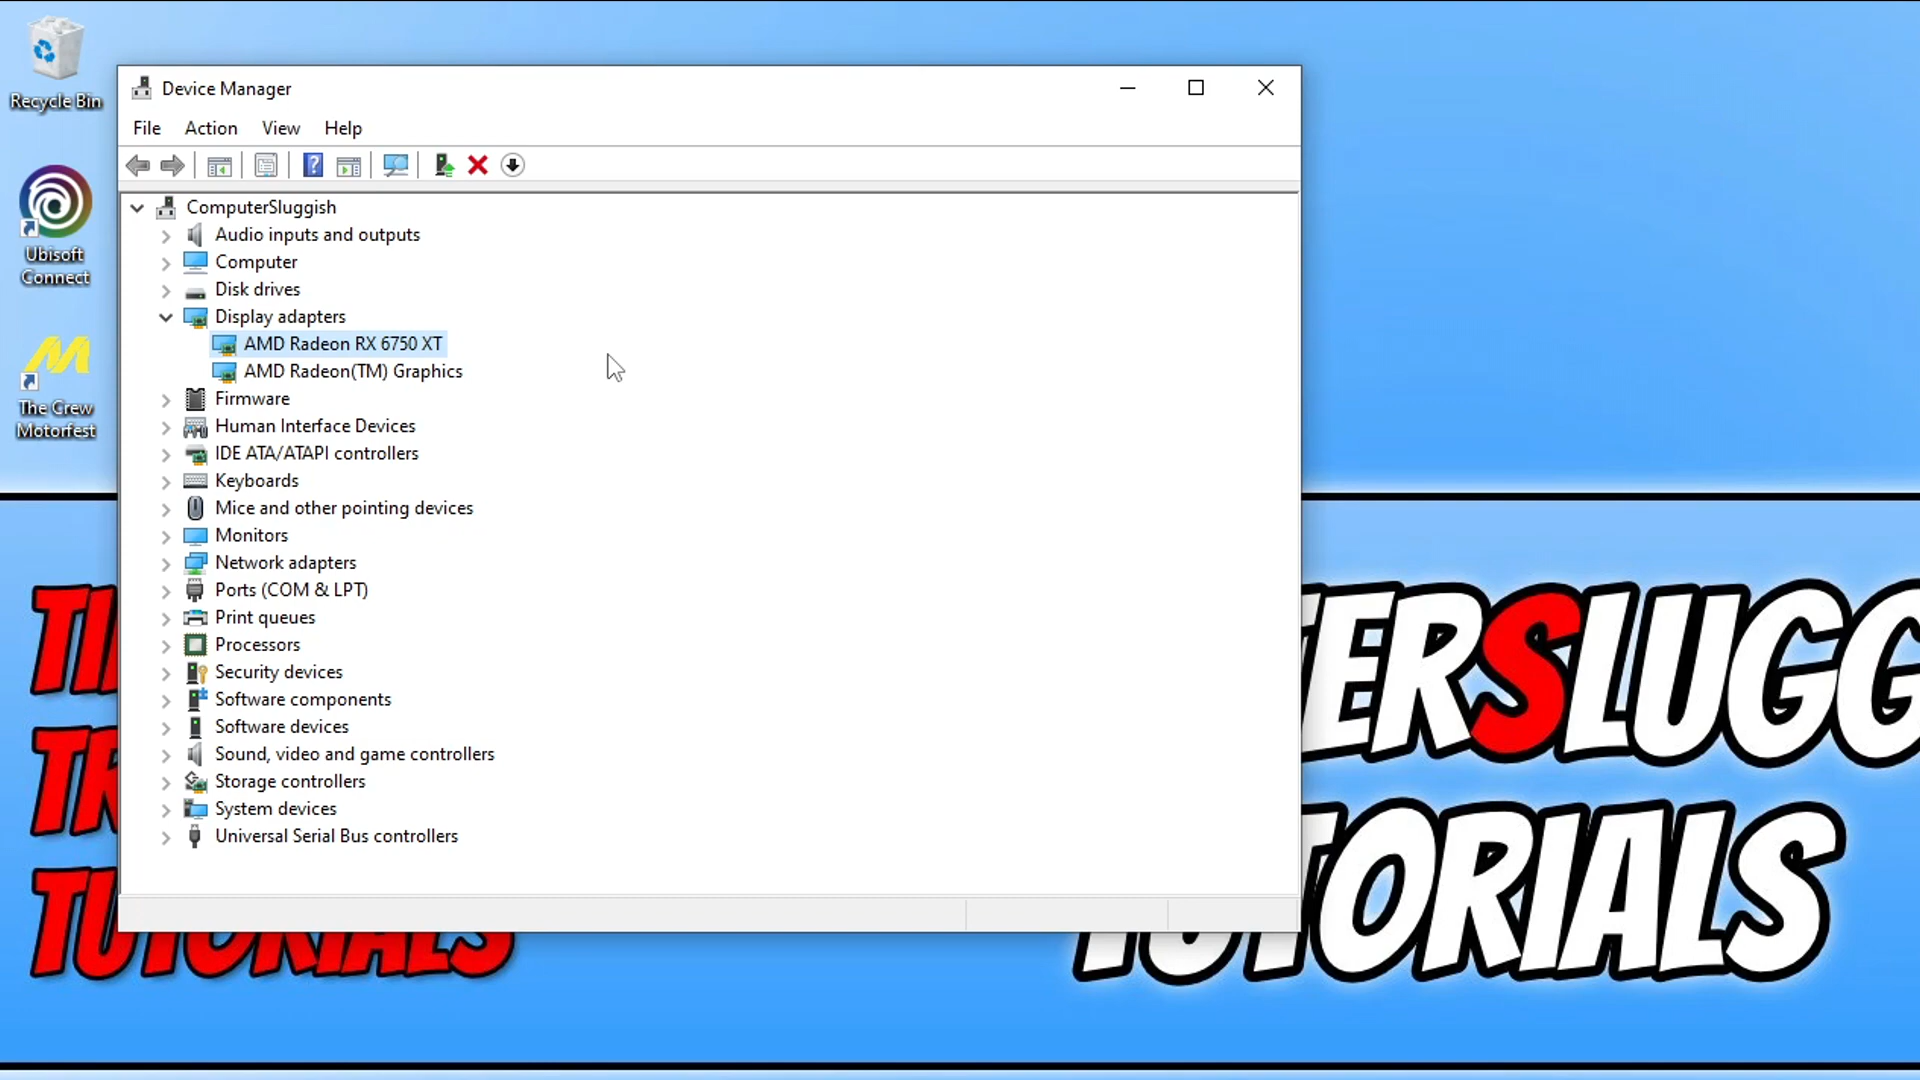 Recycle Bin
Device Manager
File Action View Help
ComputerSluggish
Audio inputs and outputs
Computer
Disk drives
Display adapters
AMD Radeon RX 6750 XT
AMD Radeon(TM) Graphics
Firmware
Human Interface Devices
IDE ATA/ATAPI controllers
Keyboards
Mice and other pointing devices
Monitors
Network adapters
Ports (COM & LPT)
Print queues
Processors
Security devices
Software components
Software devices
Sound, video and game controllers
Storage controllers
System devices
Universal Serial Bus controllers
Ubisoft
Connect
The Crew
Motorfest
TUTORIALS
TERSLUGG
TUTORIALS